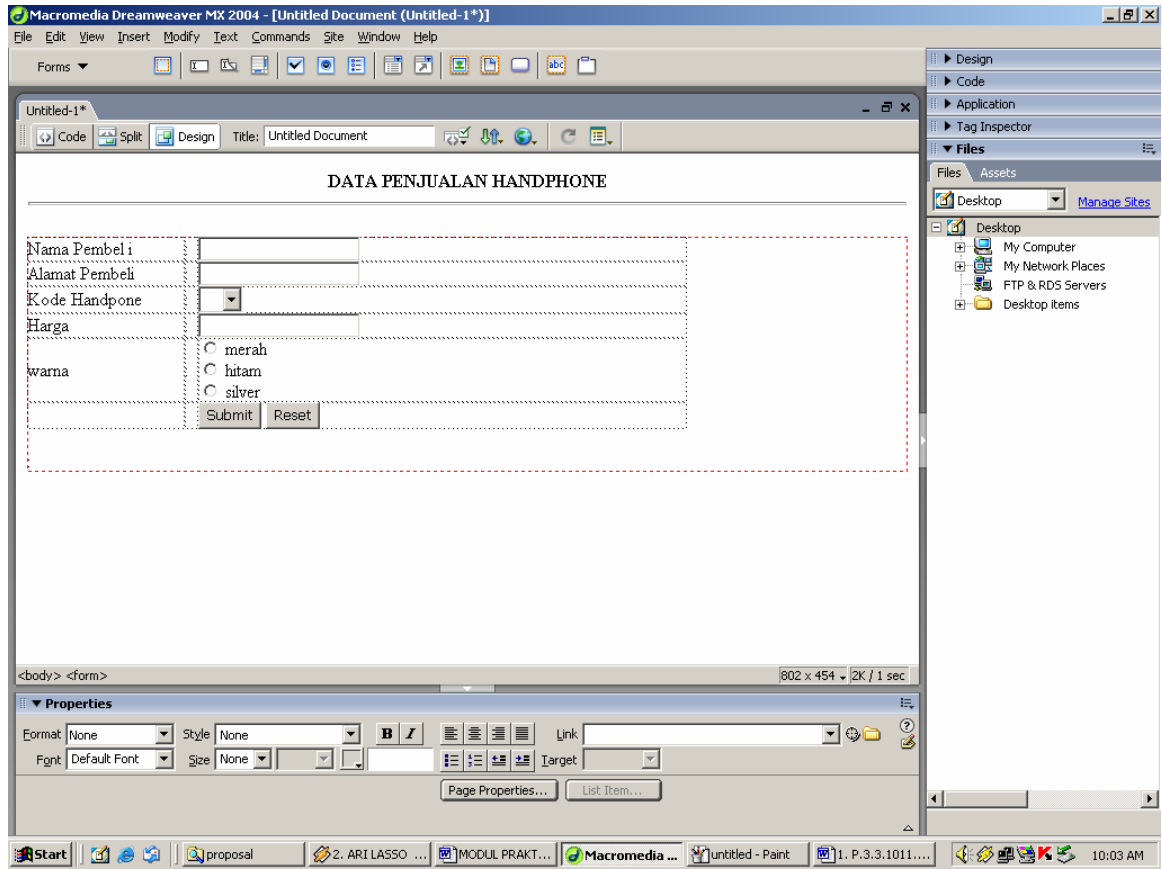 Macromedia Dreamweaver MX 2004 - [Untitled Document (Untitled-1*)]
File Edit View Insert Modify Text Commands Site Window Help
Forms
abc
Untitled-1*
Code Split Design Title: Untitled Document
DATA PENJUALAN HANDPHONE
Nama Pembel i
Alamat Pembeli
Kode Handpone
Harga
warna
merah
hitam
silver
Submit Reset
<body> <form>
802 x 454 2K / 1 sec
Properties
Format None Style None B I Link
Font Default Font Size None Target
Page Properties... List Item...
Design
Code
Application
Tag Inspector
Files
Files Assets
Desktop Manage Sites
Desktop
My Computer
My Network Places
FTP & RDS Servers
Desktop items
Start proposal 2. ARI LASSO ... MODUL PRAKT... Macromedia ... untitled - Paint 1. P.3.3.1011.... 10:03 AM